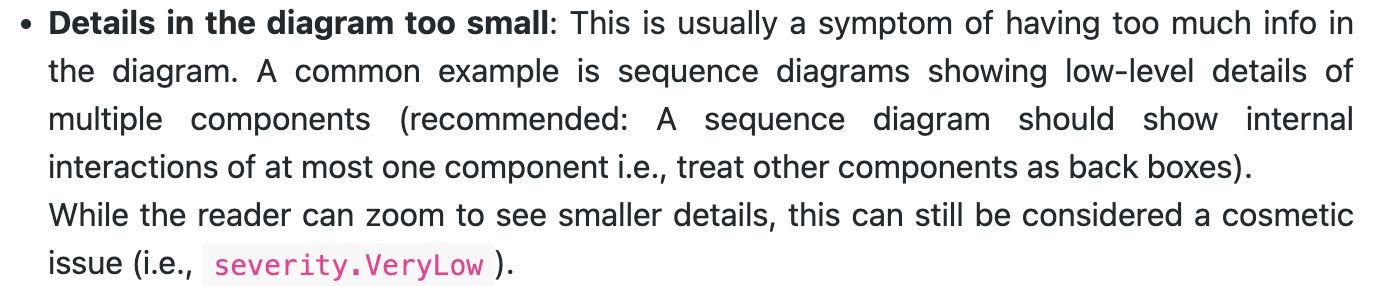 • Details in the diagram too small: This is usually a symptom of having too much info in
the diagram. A common example is sequence diagrams showing low-level details of
multiple components (recommended: A sequence diagram should show internal
interactions of at most one component i.e., treat other components as back boxes).
While the reader can zoom to see smaller details, this can still be considered a cosmetic
issue (i.e., severity.VeryLow ).